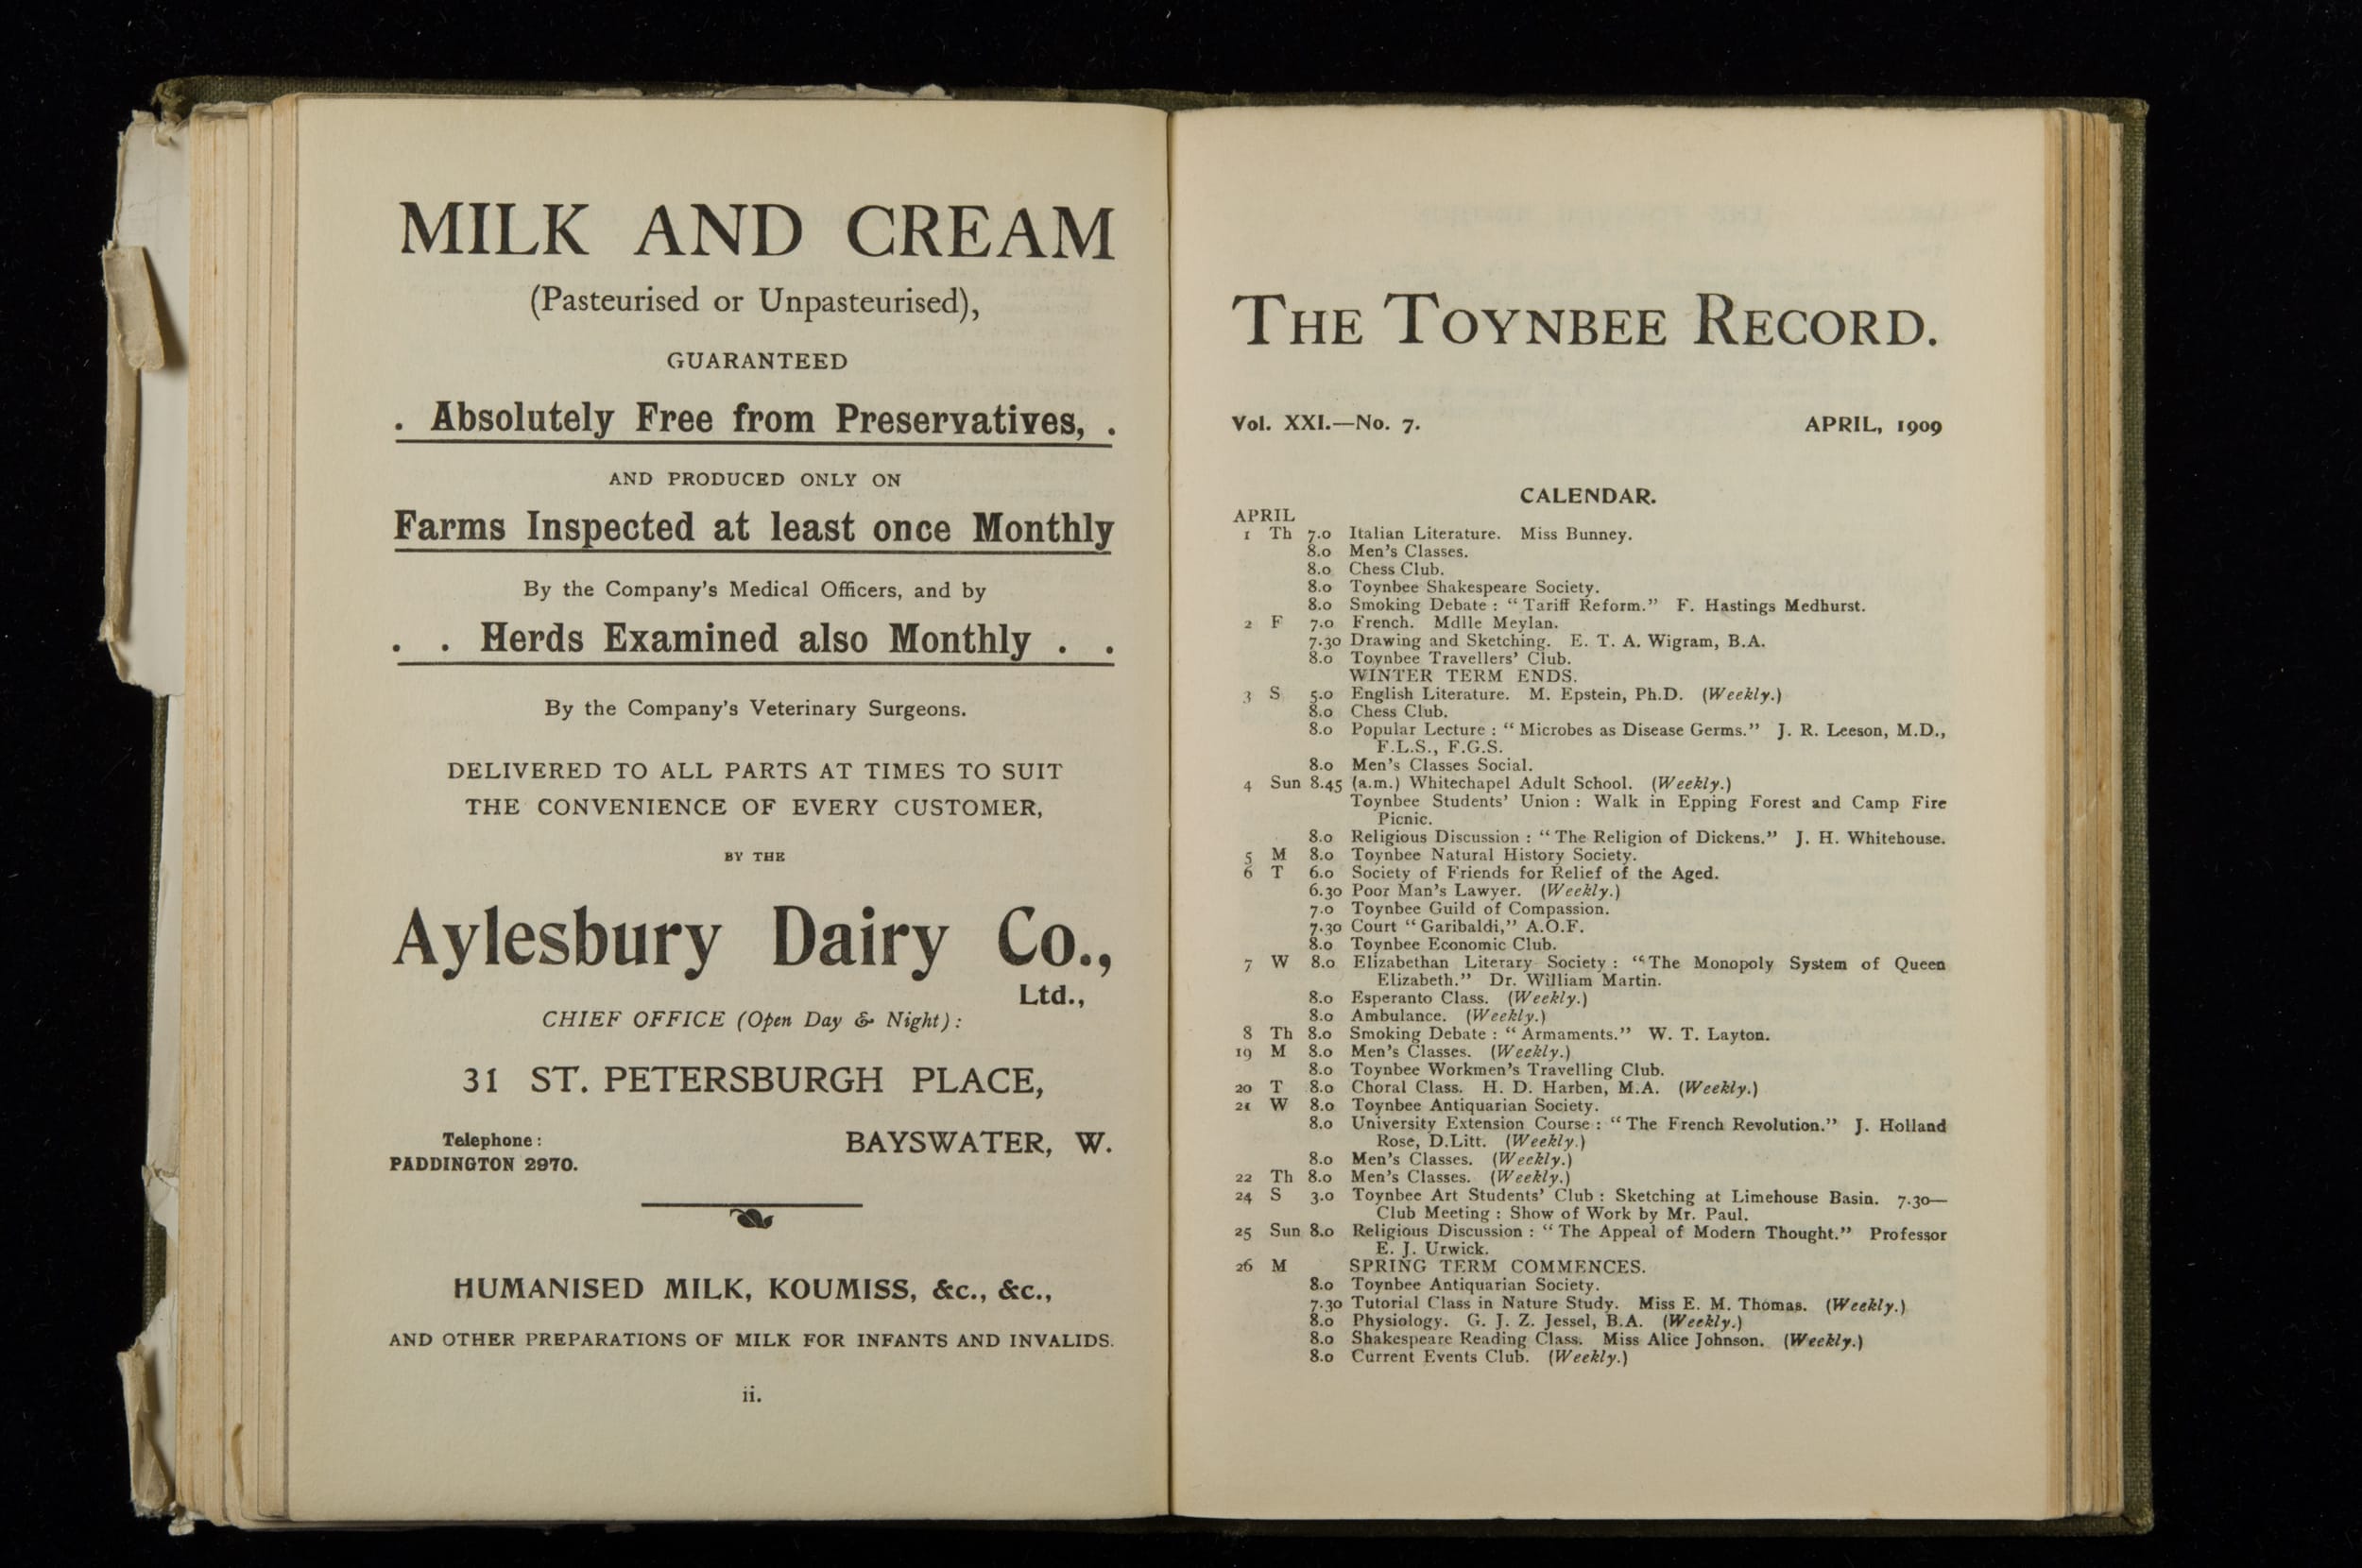 MILK AND CREAM
(Pasteurised or Unpasteurised),
GUARANTEED
. Absolutely Free from Preservatives, .
AND PRODUCED ONLY ON
Farms Inspected at least once Monthly
By the Company's Medical Officers, and by
. . Herds Examined also Monthly . .
By the Company's Veterinary Surgeons.
DELIVERED TO ALL PARTS AT TIMES TO SUIT
THE CONVENIENCE OF EVERY CUSTOMER,
BY THE
Aylesbury Dairy Co.,
Ltd.,
CHIEF OFFICE (Open Day & Night):
31 ST. PETERSBURGH PLACE,
BAYSWATER, W.
Telephone:
PADDINGTON 2970.
HUMANISED MILK, KOUMISS, &c., &c.,
AND OTHER PREPARATIONS OF MILK FOR INFANTS AND INVALIDS.
ii.
THE TOYNBEE RECORD.
Vol. XXI.—No. 7. APRIL, 1909
CALENDAR.
APRIL
1 Th 7.0 Italian Literature. Miss Bunney.
8.0 Men's Classes.
8.0 Chess Club.
8.0 Toynbee Shakespeare Society.
8.0 Smoking Debate : "Tariff Reform." F. Hastings Medhurst.
2 F 7.0 French. Mdlle Meylan.
7.30 Drawing and Sketching. E. T. A. Wigram, B.A.
8.0 Toynbee Travellers' Club.
WINTER TERM ENDS.
3 S 5.0 English Literature. M. Epstein, Ph.D. (Weekly.)
8.0 Chess Club.
8.0 Popular Lecture : "Microbes as Disease Germs." J. R. Leeson, M.D.,
F.L.S., F.G.S.
8.0 Men's Classes Social.
4 Sun 8.45 (a.m.) Whitechapel Adult School. (Weekly.)
Toynbee Students' Union : Walk in Epping Forest and Camp Fire
Picnic.
8.0 Religious Discussion : "The Religion of Dickens." J. H. Whitehouse.
5 M 8.0 Toynbee Natural History Society.
6 T 6.0 Society of Friends for Relief of the Aged.
6.30 Poor Man's Lawyer. (Weekly.)
7.0 Toynbee Guild of Compassion.
7.30 Court "Garibaldi," A.O.F.
8.0 Toynbee Economic Club.
7 W 8.0 Elizabethan Literary Society : "The Monopoly System of Queen
Elizabeth." Dr. William Martin.
8.0 Esperanto Class. (Weekly.)
8.0 Ambulance. (Weekly.)
8 Th 8.0 Smoking Debate : "Armaments." W. T. Layton.
19 M 8.0 Men's Classes. (Weekly.)
8.0 Toynbee Workmen's Travelling Club.
20 T 8.0 Choral Class. H. D. Harben, M.A. (Weekly.)
21 W 8.0 Toynbee Antiquarian Society.
8.0 University Extension Course : "The French Revolution." J. Holland
Rose, D.Litt. (Weekly.)
8.0 Men's Classes. (Weekly.)
22 Th 8.0 Men's Classes. (Weekly.)
24 S 3.0 Toynbee Art Students' Club : Sketching at Limehouse Basin. 7.30—
Club Meeting : Show of Work by Mr. Paul.
25 Sun 8.0 Religious Discussion : "The Appeal of Modern Thought." Professor
E. J. Urwick.
26 M SPRING TERM COMMENCES.
8.0 Toynbee Antiquarian Society.
7.30 Tutorial Class in Nature Study. Miss E. M. Thomas. (Weekly.)
8.0 Physiology. G. J. Z. Jessel, B.A. (Weekly.)
8.0 Shakespeare Reading Class. Miss Alice Johnson. (Weekly.)
8.0 Current Events Club. (Weekly.)